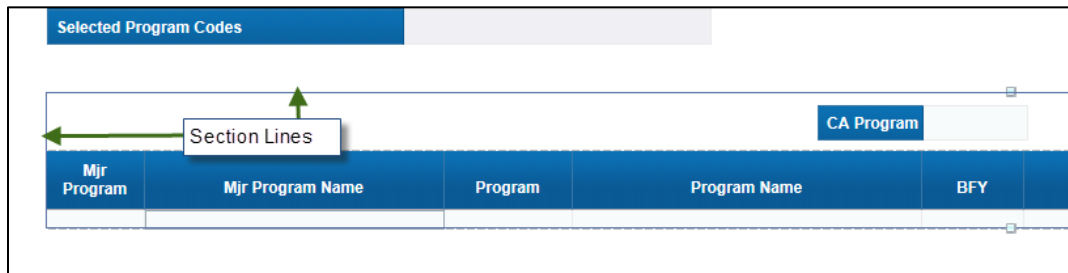 Selected Program Codes
Section Lines
CA Program
Mjr
Program
Mjr Program Name
Program
Program Name
BFY